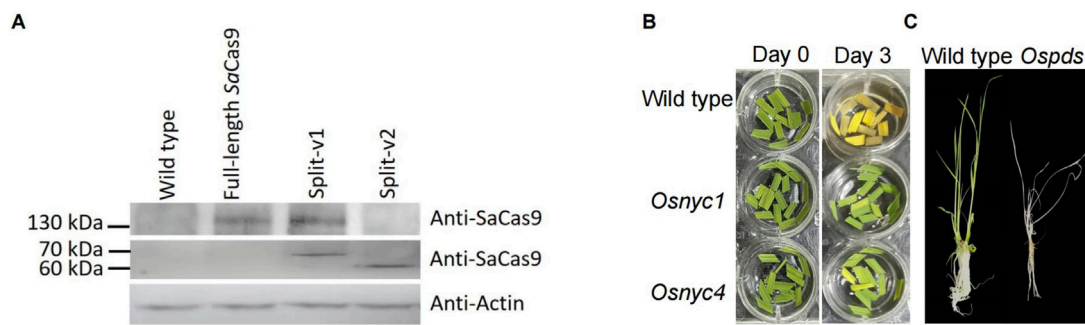 A
Wild type
Full-length SaCas9
Split-v1
Split-v2
130 kDa
Anti-SaCas9
70 kDa
60 kDa
Anti-SaCas9
Anti-Actin
B
Day 0 Day 3
Wild type
Osnyc1
Osnyc4
C
Wild type Ospds